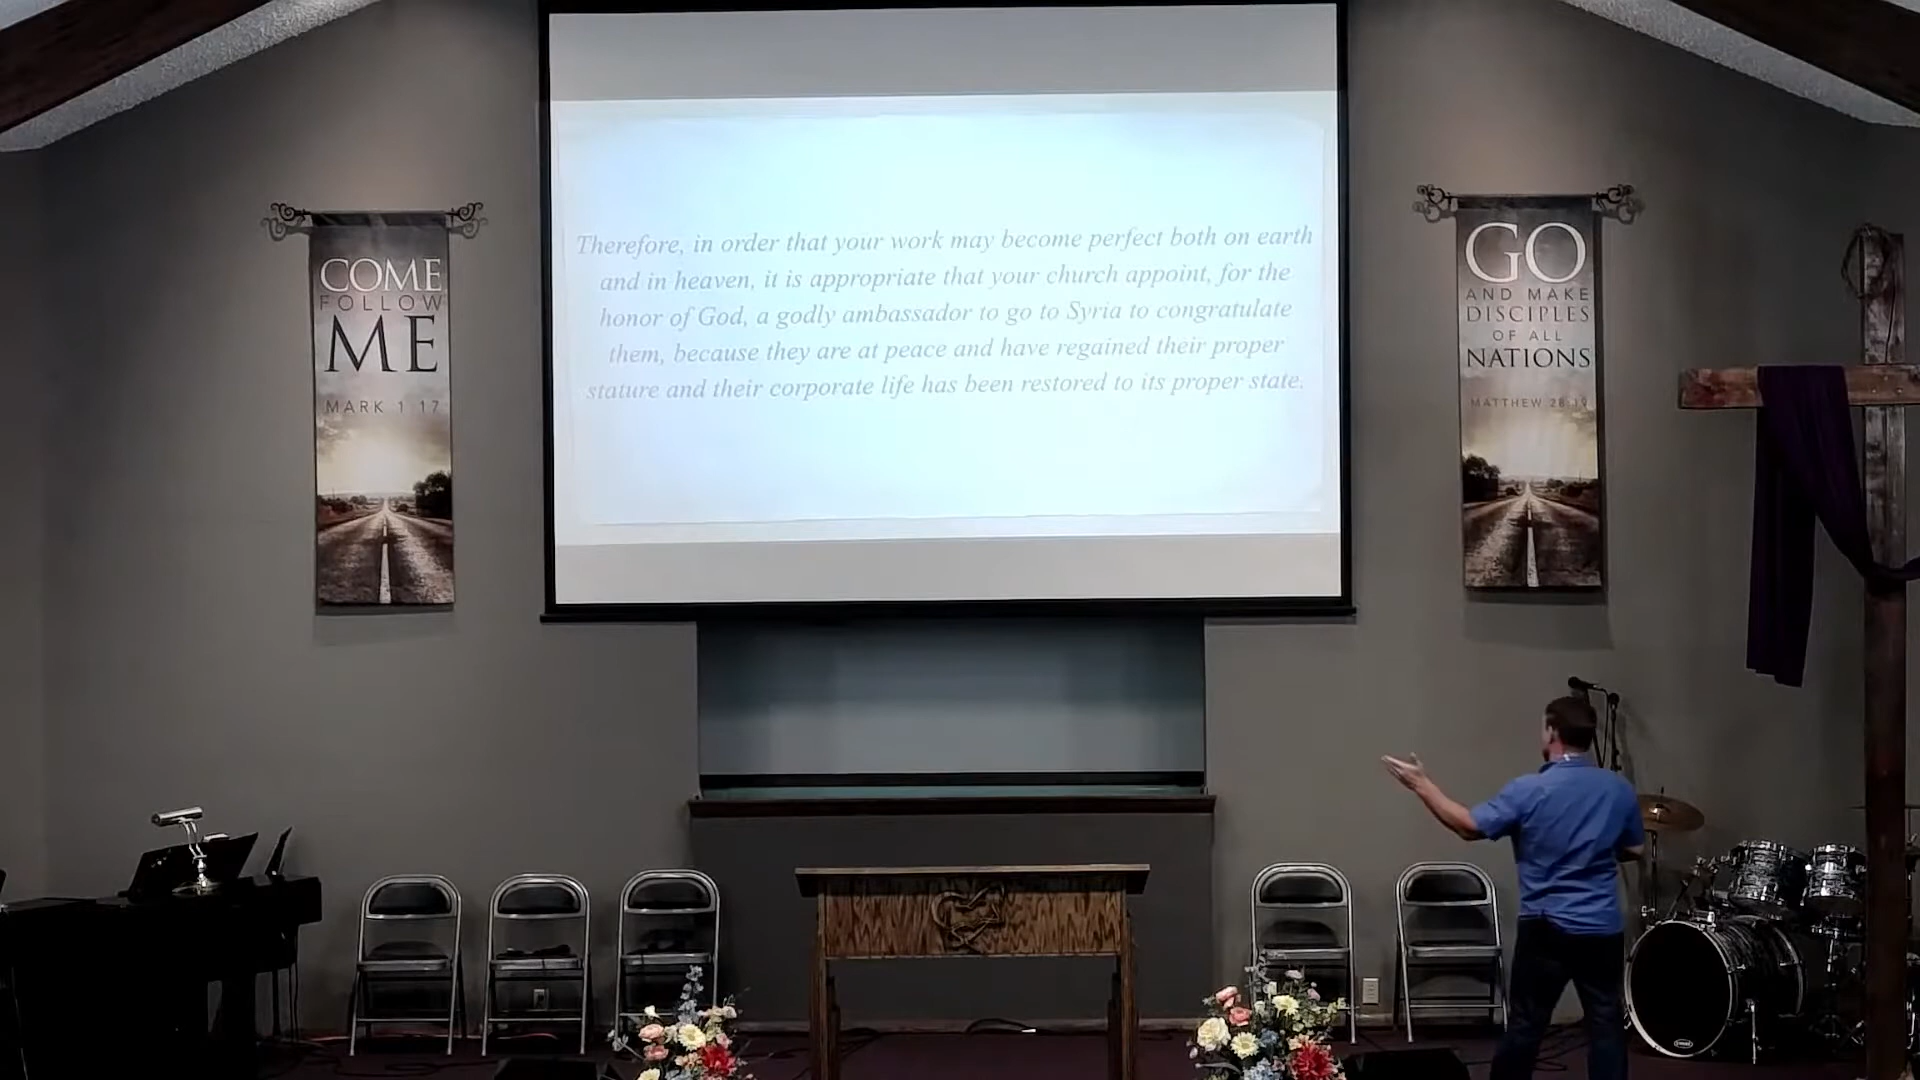 Therefore, in order that your work may become perfect both on earth
and in heaven, it is appropriate that your church appoint, for the
honor of God, a godly ambassador to go to Syria to congratulate
them, because they are at peace and have regained their proper
stature and their corporate life has been restored to its proper state.
COME
FOLLOW
ME
MARK 1:17
GO
AND MAKE
DISCIPLES
OF ALL
NATIONS
MATTHEW 28:19